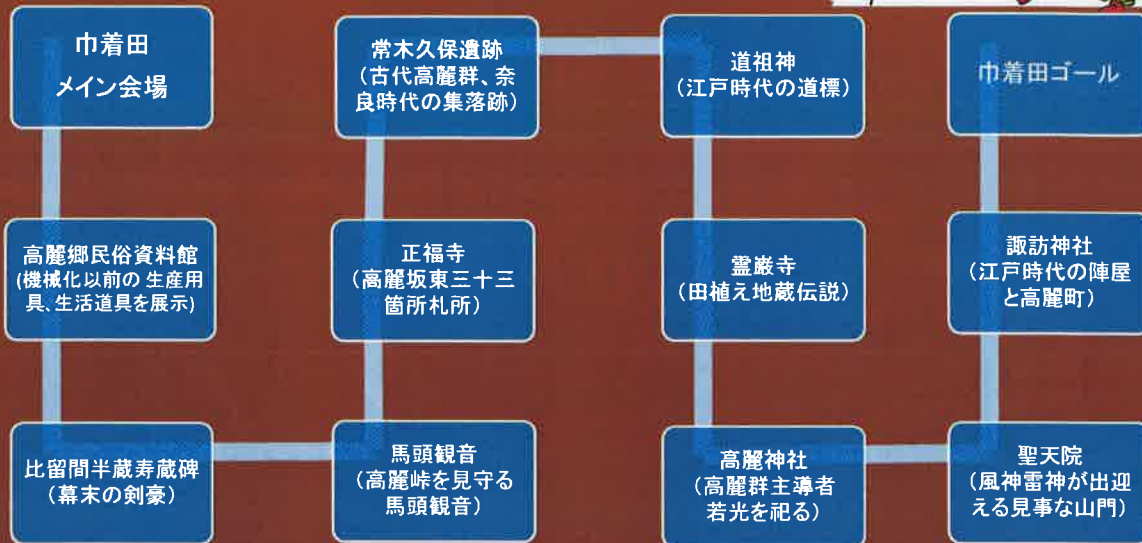 巾着田
メイン会場
高麗郷民俗資料館
(機械化以前の 生産用
具、生活道具を展示)
比留間半蔵寿蔵碑
(幕末の剣豪)
馬頭観音
(高麗峠を見守る
馬頭観音)
正福寺
(高麗坂東三十三
箇所札所)
常木久保遺跡
(古代高麗群、奈
良時代の集落跡)
道祖神
(江戸時代の道標)
霊巌寺
(田植え地蔵伝説)
高麗神社
(高麗群主導者
若光を祀る)
聖天院
(風神雷神が出迎
える見事な山門)
諏訪神社
(江戸時代の陣屋
と高麗町)
巾着田ゴール